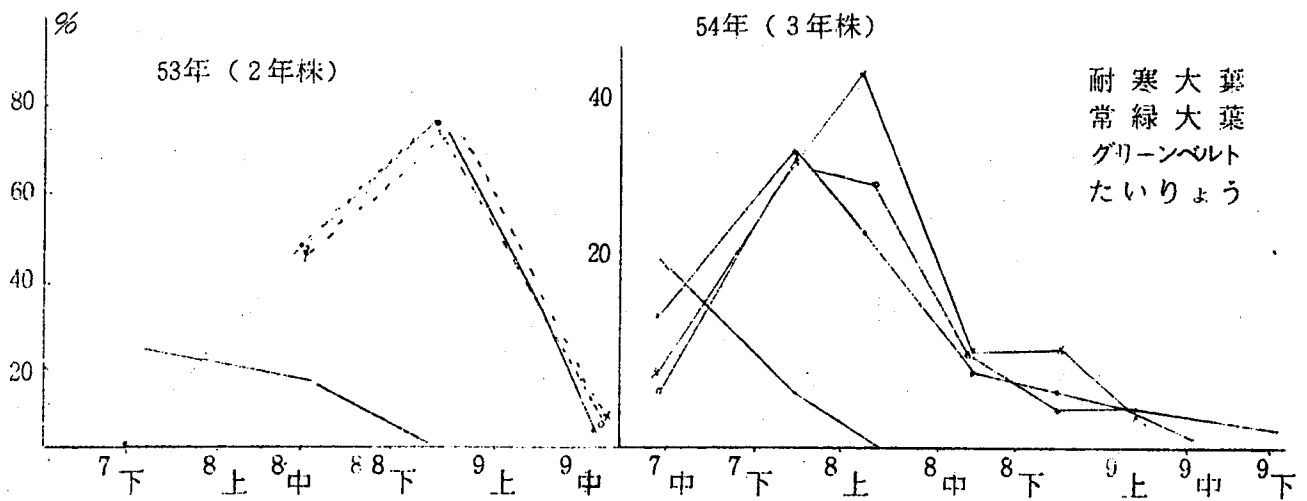 %
53年(2年株)
80
60
40
20
7下 8上 8中 8 8下 9上 9中
54年(3年株)
40
20
7中 7下 8上 8中 8下 9上 9中 9下
耐寒大葉
常緑大葉
グリーンベルト
たいりょう